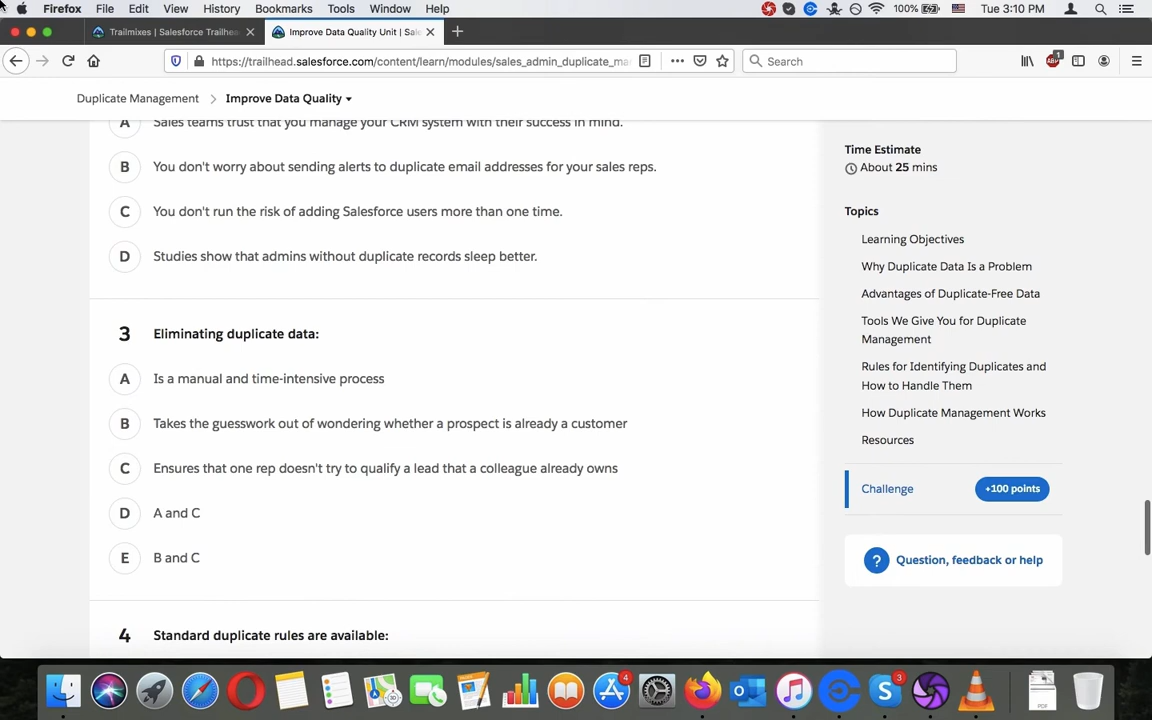 Firefox File Edit View History Bookmarks Tools Window Help 100% Tue 3:10 PM
Trailmixes | Salesforce Trailhe
Improve Data Quality Unit | Sal
https://trailhead.salesforce.com/content/learn/modules/sales_admin_duplicate_ma
Search
ABP 1
Duplicate Management > Improve Data Quality
A Sales teams trust that you manage your CRM system with their success in mind.
B You don't worry about sending alerts to duplicate email addresses for your sales reps.
C You don't run the risk of adding Salesforce users more than one time.
D Studies show that admins without duplicate records sleep better.
3 Eliminating duplicate data:
A Is a manual and time-intensive process
B Takes the guesswork out of wondering whether a prospect is already a customer
C Ensures that one rep doesn't try to qualify a lead that a colleague already owns
D A and C
E B and C
4 Standard duplicate rules are available:
Time Estimate
About 25 mins
Topics
Learning Objectives
Why Duplicate Data Is a Problem
Advantages of Duplicate-Free Data
Tools We Give You for Duplicate
Management
Rules for Identifying Duplicates and
How to Handle Them
How Duplicate Management Works
Resources
Challenge +100 points
? Question, feedback or help
4
3
PDF